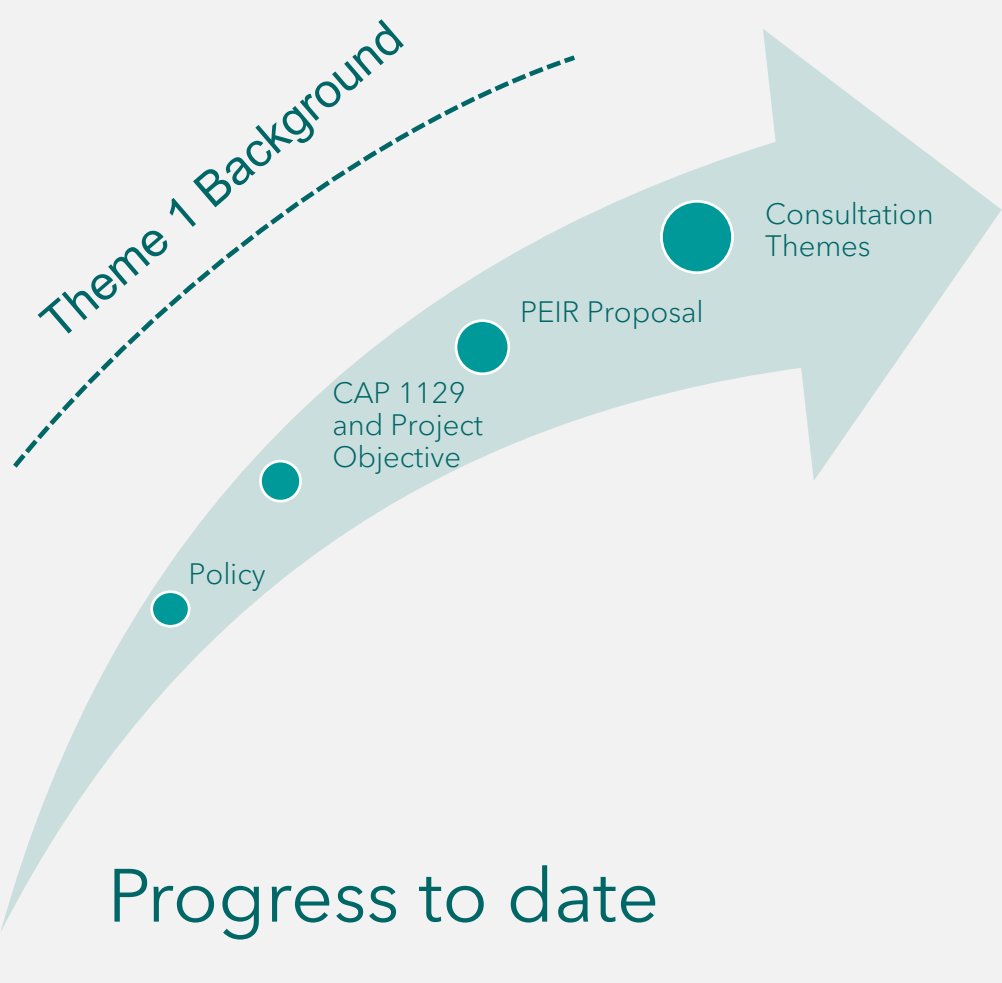 Theme 1 Background
Consultation
Themes
PEIR Proposal
CAP 1129
and Project
Objective
Policy
Progress to date